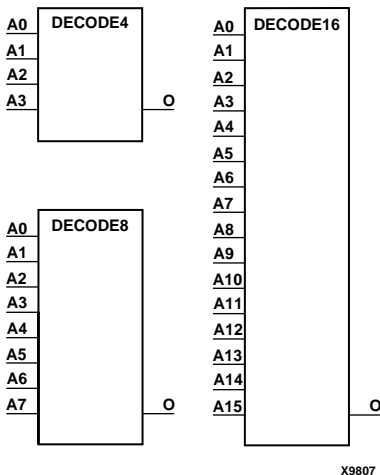 DECODE4
A0
A1
A2
A3
O
DECODE8
A0
A1
A2
A3
A4
A5
A6
A7
O
DECODE16
A0
A1
A2
A3
A4
A5
A6
A7
A8
A9
A10
A11
A12
A13
A14
A15
O
X9807